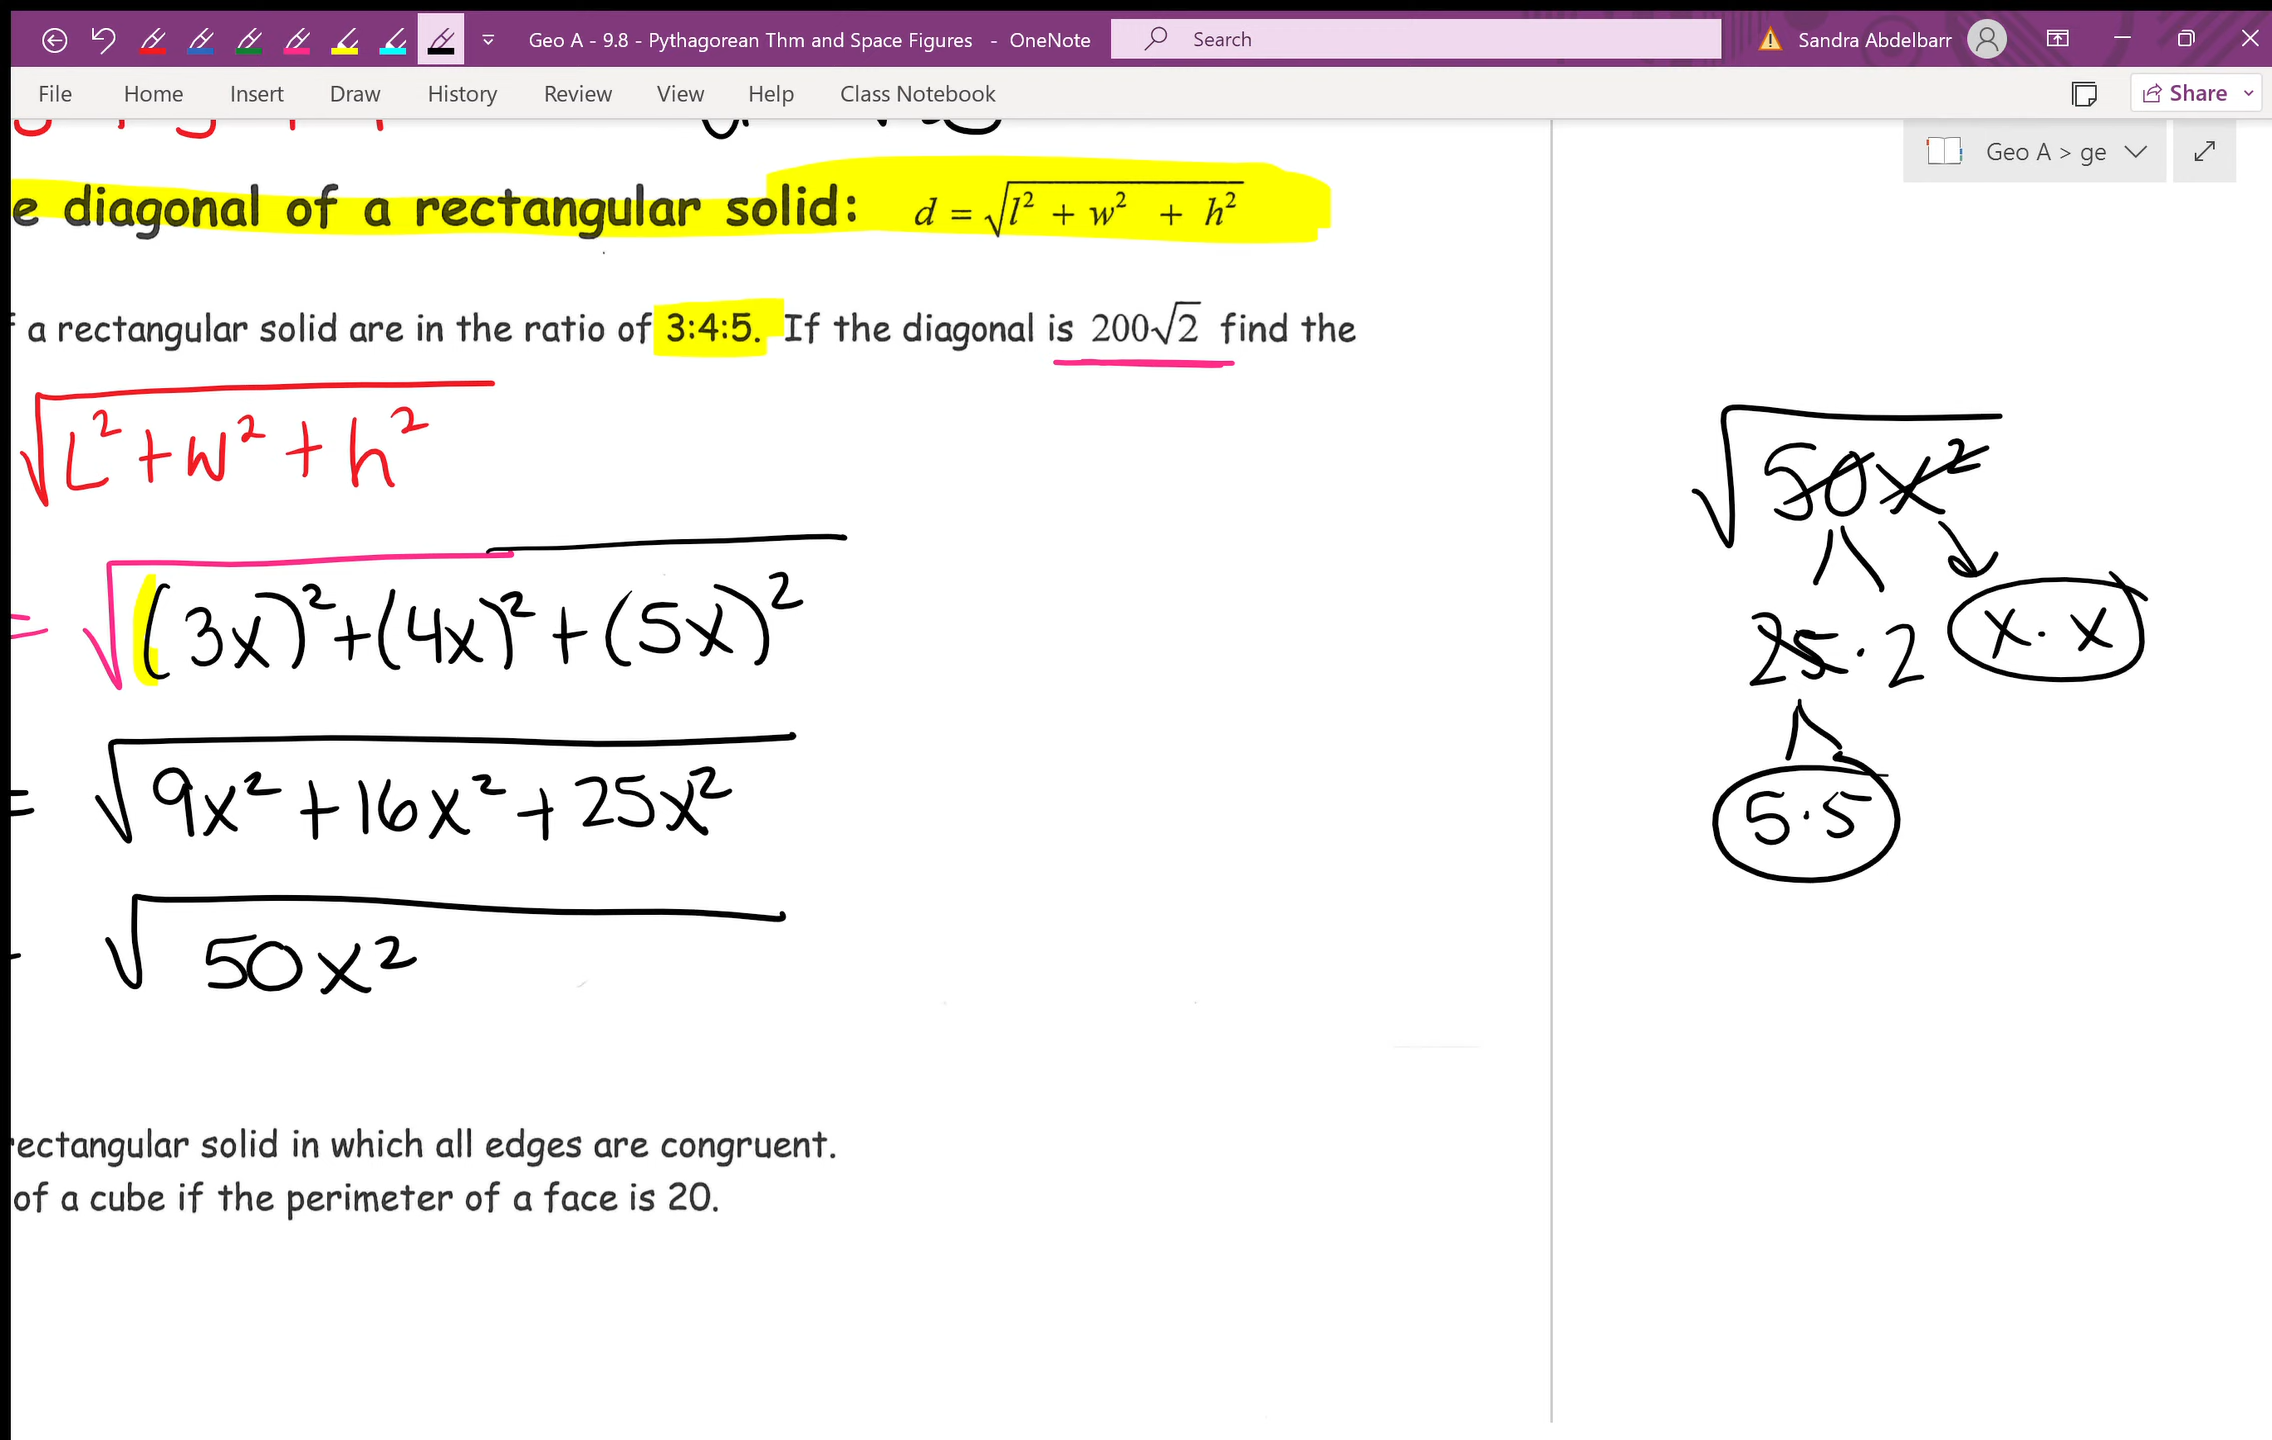 Geo A - 9.8 - Pythagorean Thm and Space Figures - OneNote
Search
Sandra Abdelbarr
File Home Insert Draw History Review View Help Class Notebook
Share
Geo A > ge
e diagonal of a rectangular solid: d = √(l² + w² + h²)
a rectangular solid are in the ratio of 3:4:5. If the diagonal is 200√2 find the
√(L² + W² + h²)
= √((3x)² + (4x)² + (5x)²)
= √(9x² + 16x² + 25x²)
√(50x²)
ectangular solid in which all edges are congruent.
of a cube if the perimeter of a face is 20.
√(50x²)
25 · 2 x · x
5 · 5